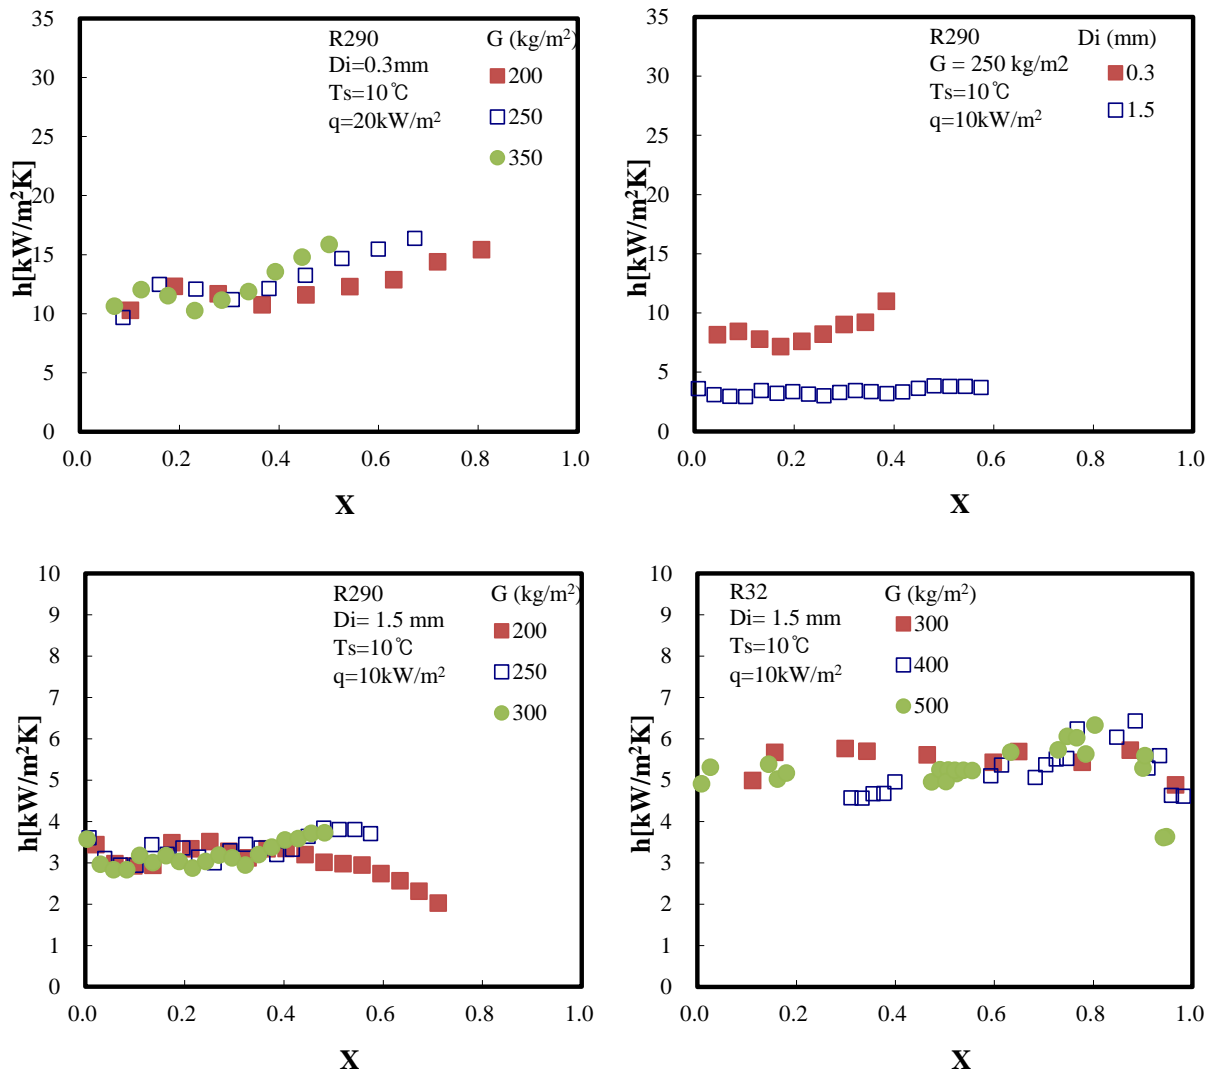 35
30
25
20
15
10
5
0
h[kW/m²K]
R290
Di=0.3mm
Ts=10℃
q=20kW/m²
G (kg/m²)
200
250
350
0.0 0.2 0.4 0.6 0.8 1.0
X
35
30
25
20
15
10
5
0
h[kW/m²K]
R290
G = 250 kg/m2
Ts=10℃
q=10kW/m²
Di (mm)
0.3
1.5
0.0 0.2 0.4 0.6 0.8 1.0
X
10
9
8
7
6
5
4
3
2
1
0
h[kW/m²K]
R290
Di= 1.5 mm
Ts=10℃
q=10kW/m²
G (kg/m²)
200
250
300
0.0 0.2 0.4 0.6 0.8 1.0
X
10
9
8
7
6
5
4
3
2
1
0
h[kW/m²K]
R32
Di= 1.5 mm
Ts=10℃
q=10kW/m²
G (kg/m²)
300
400
500
0.0 0.2 0.4 0.6 0.8 1.0
X